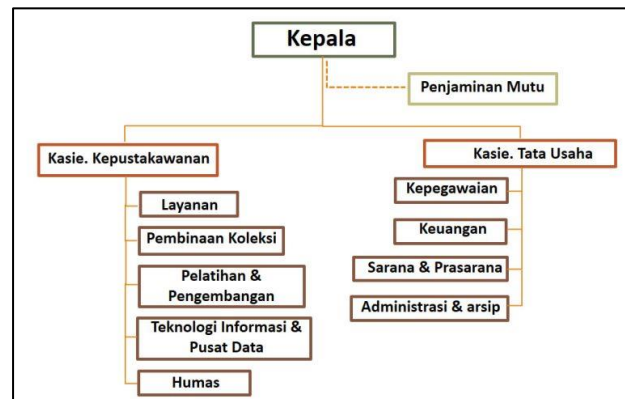 Kepala
Penjaminan Mutu
Kasie. Kepustakawanan
Layanan
Pembinaan Koleksi
Pelatihan &
Pengembangan
Teknologi Informasi &
Pusat Data
Humas
Kasie. Tata Usaha
Kepegawaian
Keuangan
Sarana & Prasarana
Administrasi & arsip